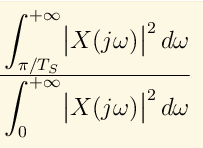 ∫_{π/T_S}^{+∞} |X(jω)|² dω
∫_0^{+∞} |X(jω)|² dω